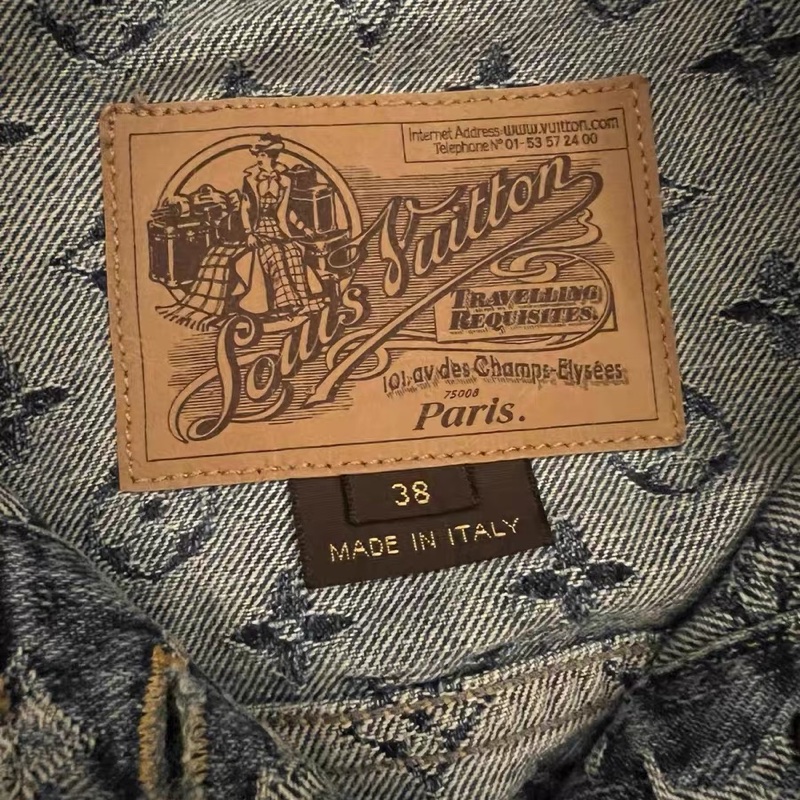 Internet Address: www.vuitton.com
Telephone Nº 01-53 57 24 00
Louis Vuitton
TRAVELLING
REQUISITES.
101, av des Champs-Elysées
75008
Paris.
38
MADE IN ITALY